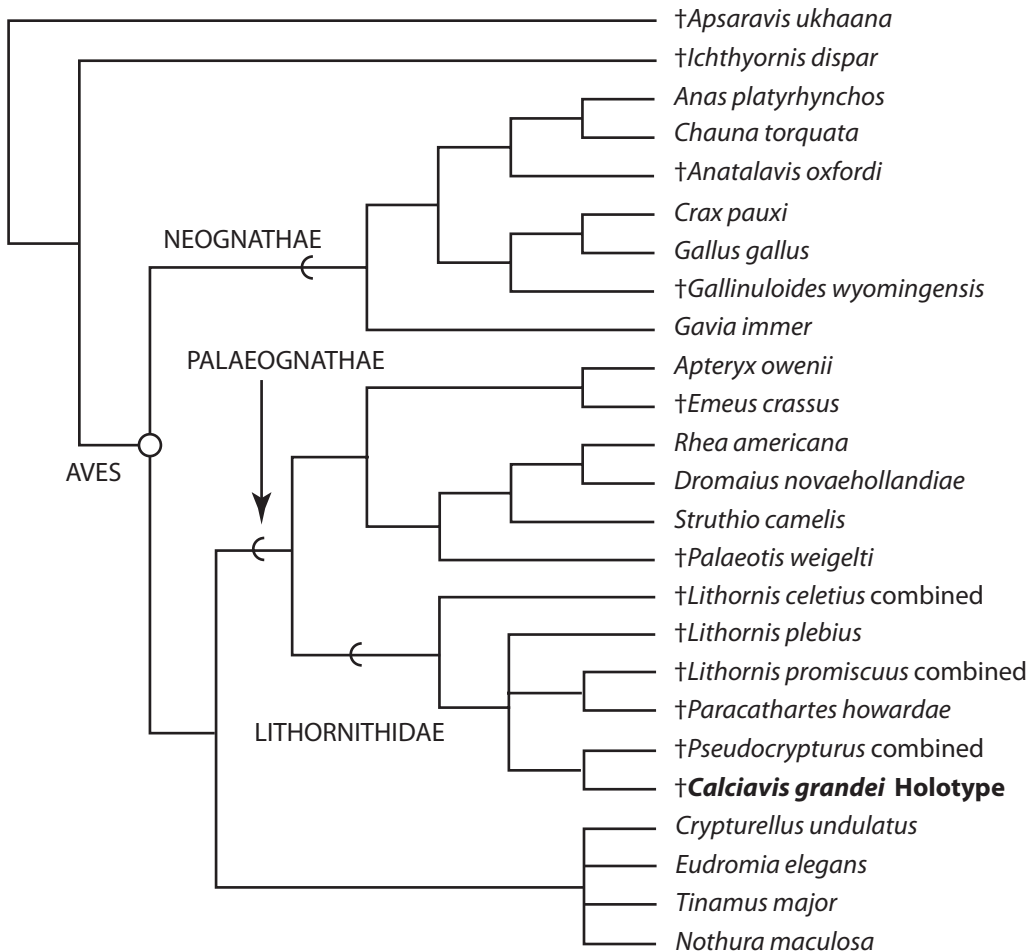 †Apsaravis ukhaana
†Ichthyornis dispar
Anas platyrhynchos
Chauna torquata
†Anatalavis oxfordi
Crax pauxi
NEOGNATHAE
Gallus gallus
†Gallinuloides wyomingensis
Gavia immer
PALAEOGNATHAE
Apteryx owenii
†Emeus crassus
Rhea americana
AVES
Dromaius novaehollandiae
Struthio camelis
†Palaeotis weigelti
†Lithornis celetius combined
†Lithornis plebius
†Lithornis promiscuus combined
†Paracathartes howardae
LITHORNITHIDAE
†Pseudocrypturus combined
†Calciavis grandei Holotype
Crypturellus undulatus
Eudromia elegans
Tinamus major
Nothura maculosa